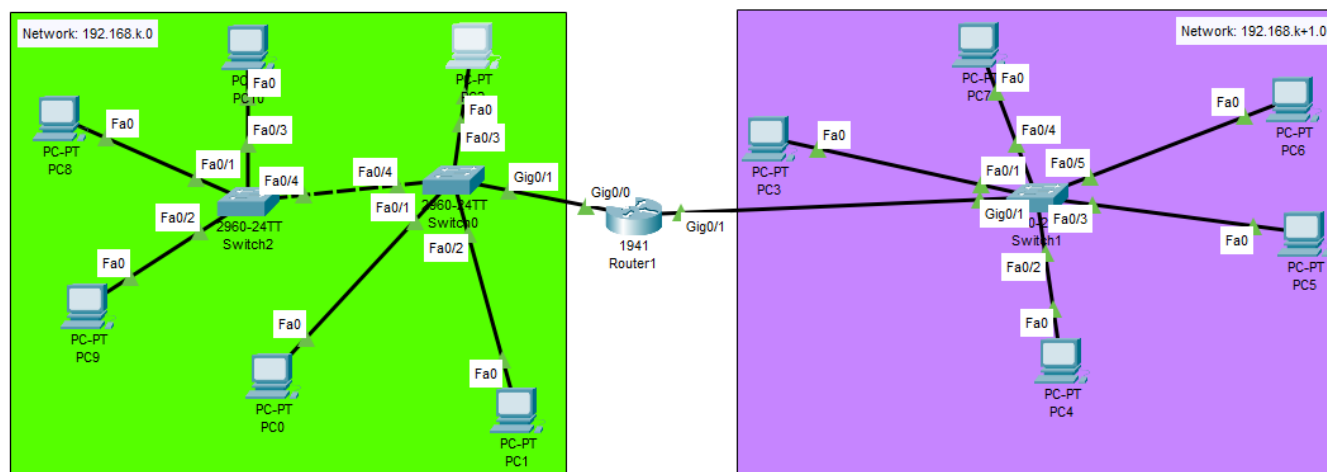 Network: 192.168.k.0
Network: 192.168.k+1.0
Fa0
PC10
Fa0/3
Fa0
PC-PT
PC8
Fa0/1
Fa0/4
Fa0/2
2960-24TT
Switch2
Fa0
PC-PT
PC9
PC-PT
Fa0
Fa0/3
Fa0/4
Gig0/1
Fa0/1
2960-24TT
Switch0
Fa0/2
Fa0
PC-PT
PC0
Fa0
PC-PT
PC1
Gig0/0
Gig0/1
1941
Router1
PC-PT
PC7
Fa0
Fa0/4
Fa0
PC-PT
PC3
Fa0
PC-PT
PC6
Fa0/1
Fa0/5
Gig0/1
Fa0/3
Switch1
Fa0/2
Fa0
PC-PT
PC5
Fa0
PC-PT
PC4